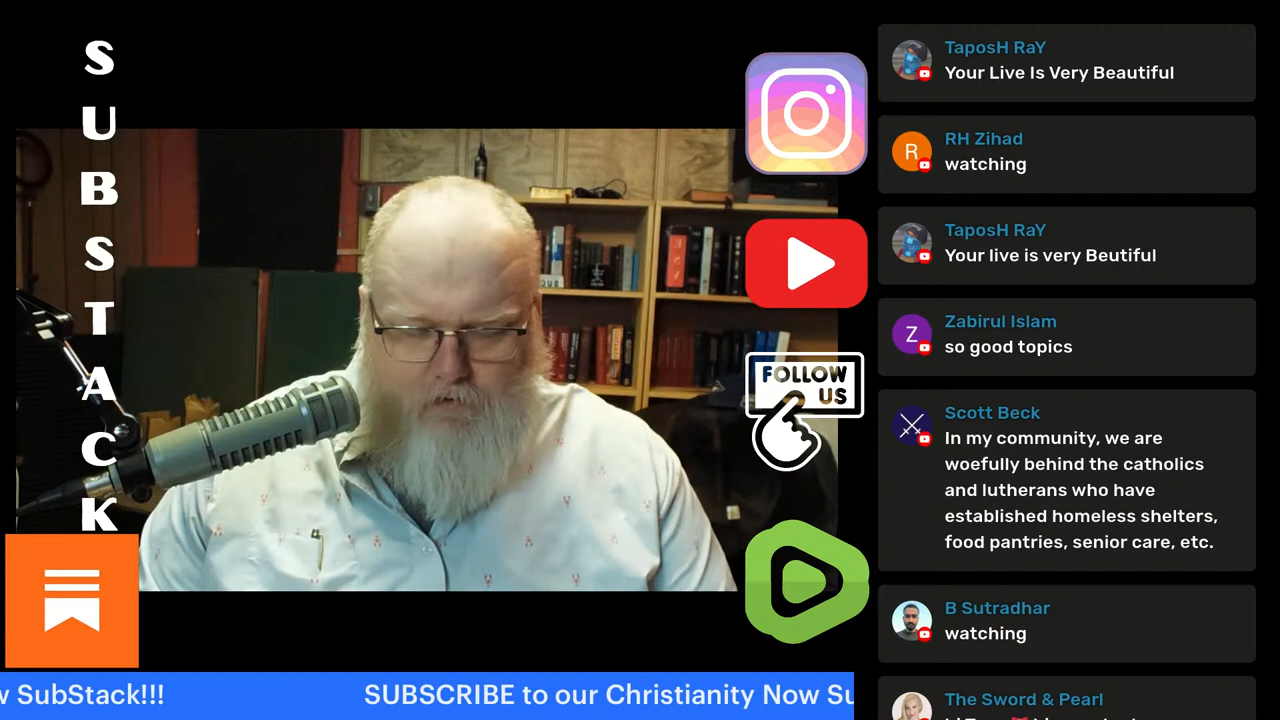 SUBSTACK
FOLLOW
US
TaposH RaY
Your Live Is Very Beautiful
R
RH Zihad
watching
TaposH RaY
Your live is very Beutiful
Z
Zabirul Islam
so good topics
Scott Beck
In my community, we are
woefully behind the catholics
and lutherans who have
established homeless shelters,
food pantries, senior care, etc.
B Sutradhar
watching
The Sword & Pearl
w SubStack!!!
SUBSCRIBE to our Christianity Now Su